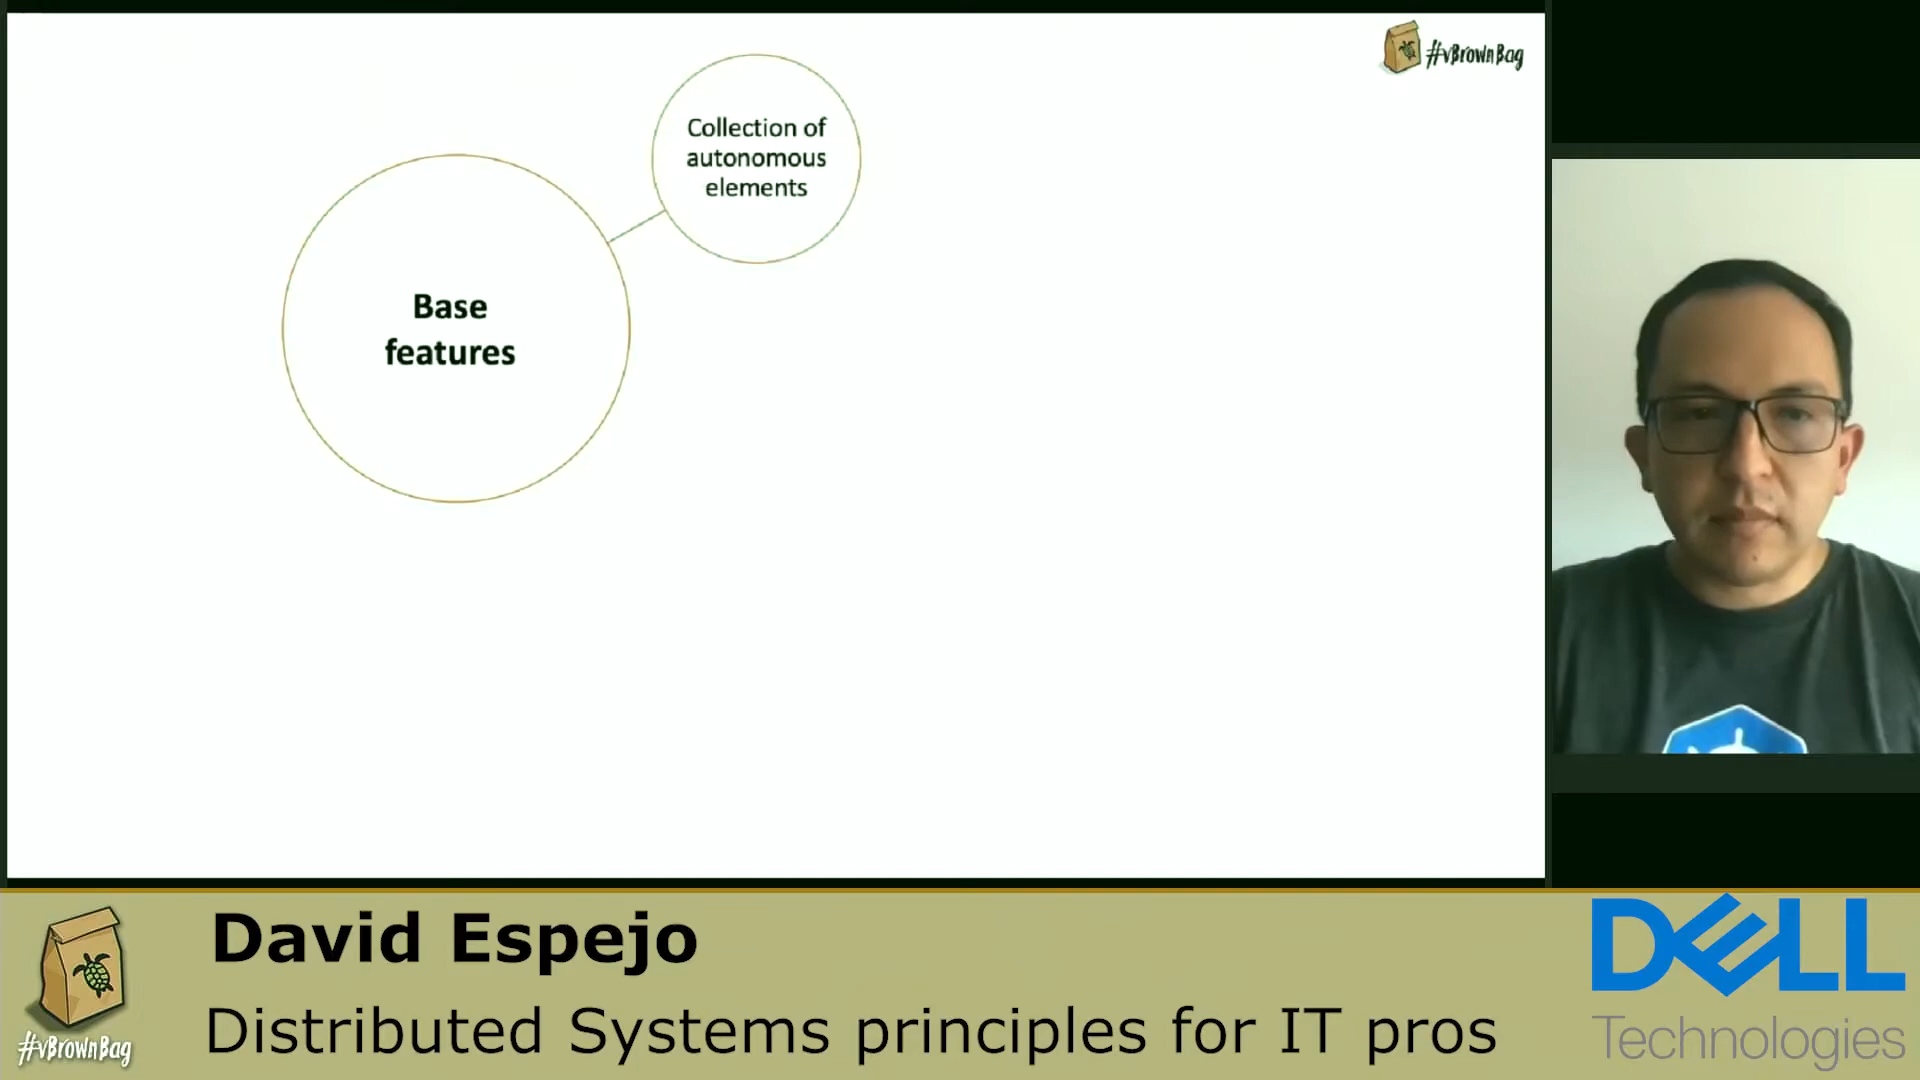 #vBrownBag
Collection of
autonomous
elements
Base
features
David Espejo
Distributed Systems principles for IT pros
#vBrownBag
DELL
Technologies